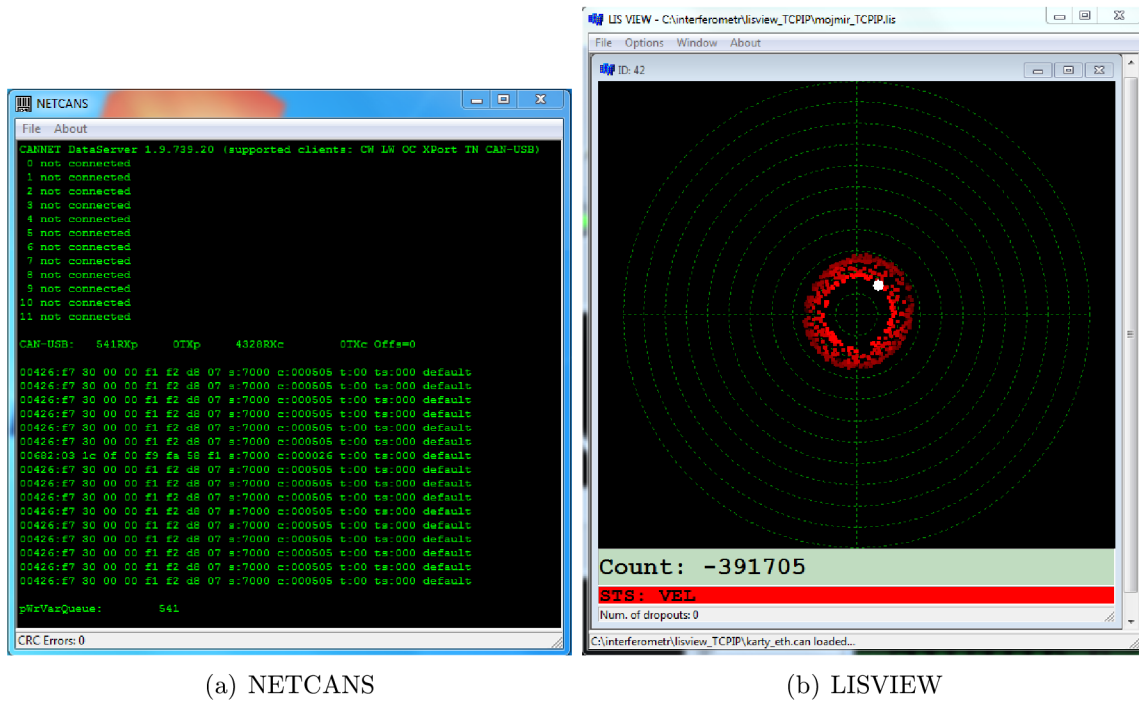 NETCANS
File About
CANNET DataServer 1.9.739.20 (supported clients: CW LW OC XPort TN CAN-USB)
0 not connected
1 not connected
2 not connected
3 not connected
4 not connected
5 not connected
6 not connected
7 not connected
8 not connected
9 not connected
10 not connected
11 not connected
CAN-USB: 541RXp 0TXp 4328RXc 0TXc Offs=0
00426:f7 30 00 00 f1 f2 d8 07 s:7000 c:000505 t:00 ts:000 default
00426:f7 30 00 00 f1 f2 d8 07 s:7000 c:000505 t:00 ts:000 default
00426:f7 30 00 00 f1 f2 d8 07 s:7000 c:000505 t:00 ts:000 default
00426:f7 30 00 00 f1 f2 d8 07 s:7000 c:000505 t:00 ts:000 default
00426:f7 30 00 00 f1 f2 d8 07 s:7000 c:000505 t:00 ts:000 default
00426:f7 30 00 00 f1 f2 d8 07 s:7000 c:000505 t:00 ts:000 default
00682:03 1c 0f 00 f9 fa 58 f1 s:7000 c:000026 t:00 ts:000 default
00426:f7 30 00 00 f1 f2 d8 07 s:7000 c:000505 t:00 ts:000 default
00426:f7 30 00 00 f1 f2 d8 07 s:7000 c:000505 t:00 ts:000 default
00426:f7 30 00 00 f1 f2 d8 07 s:7000 c:000505 t:00 ts:000 default
00426:f7 30 00 00 f1 f2 d8 07 s:7000 c:000505 t:00 ts:000 default
00426:f7 30 00 00 f1 f2 d8 07 s:7000 c:000505 t:00 ts:000 default
00426:f7 30 00 00 f1 f2 d8 07 s:7000 c:000505 t:00 ts:000 default
00426:f7 30 00 00 f1 f2 d8 07 s:7000 c:000505 t:00 ts:000 default
00426:f7 30 00 00 f1 f2 d8 07 s:7000 c:000505 t:00 ts:000 default
00426:f7 30 00 00 f1 f2 d8 07 s:7000 c:000505 t:00 ts:000 default
pWrVarQueue: 541
CRC Errors: 0
(a) NETCANS
LIS VIEW - C:\interferometr\lisview_TCPIP\mojmir_TCPIP.lis
File Options Window About
ID: 42
Count: -391705
STS: VEL
Num. of dropouts: 0
C:\interferometr\lisview_TCPIP\karty_eth.can loaded...
(b) LISVIEW